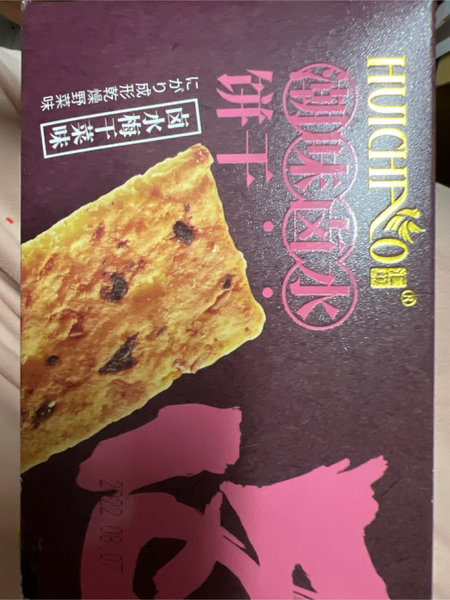 HUICHIPO
®
潮味·卤·水
饼干
卤水梅干菜味
にがり成形乾燥野菜味
2022 08 07